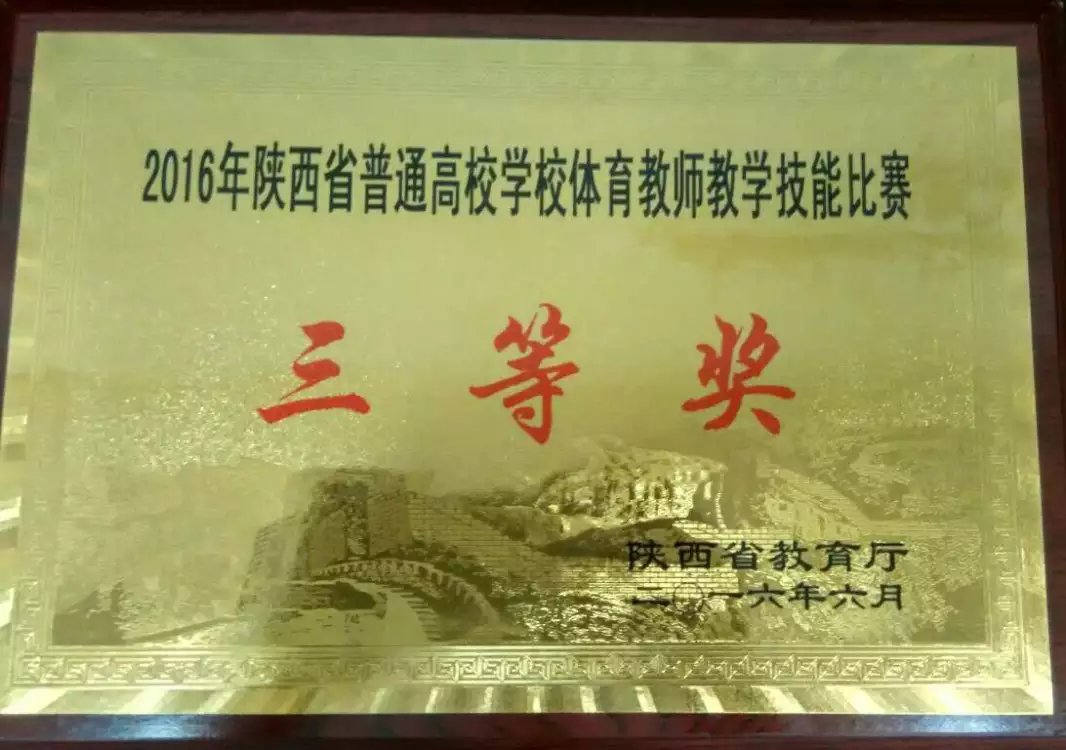 2016年陕西省普通高校学校体育教师教学技能比赛
三等奖
陕西省教育厅
二〇一六年六月